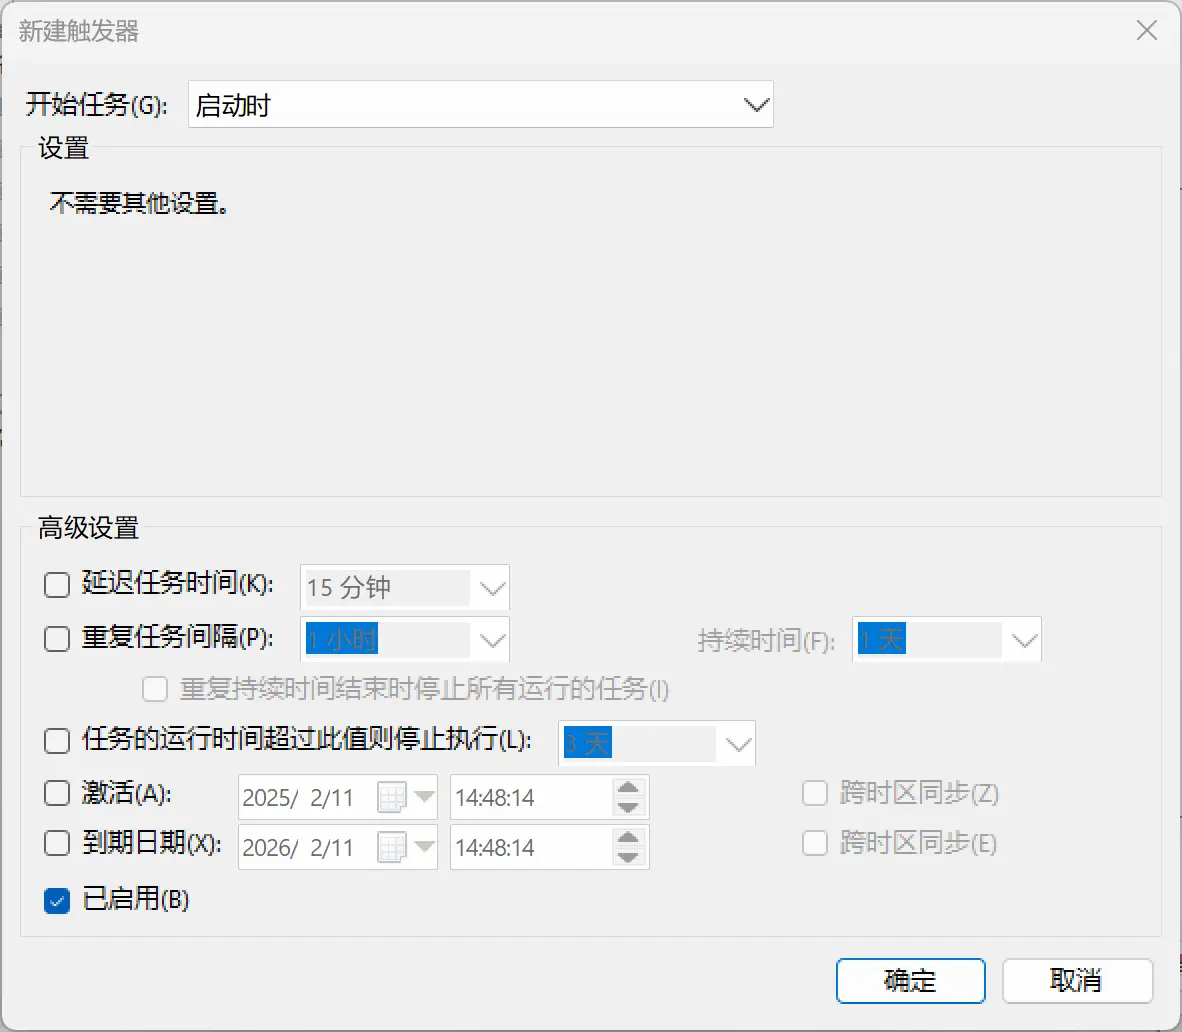 新建触发器
开始任务(G): 启动时
设置
不需要其他设置。
高级设置
延迟任务时间(K): 15 分钟
重复任务间隔(P): 1 小时 持续时间(F): 1 天
重复持续时间结束时停止所有运行的任务(I)
任务的运行时间超过此值则停止执行(L): 3 天
激活(A): 2025/ 2/11 14:48:14 跨时区同步(Z)
到期日期(X): 2026/ 2/11 14:48:14 跨时区同步(E)
已启用(B)
确定 取消